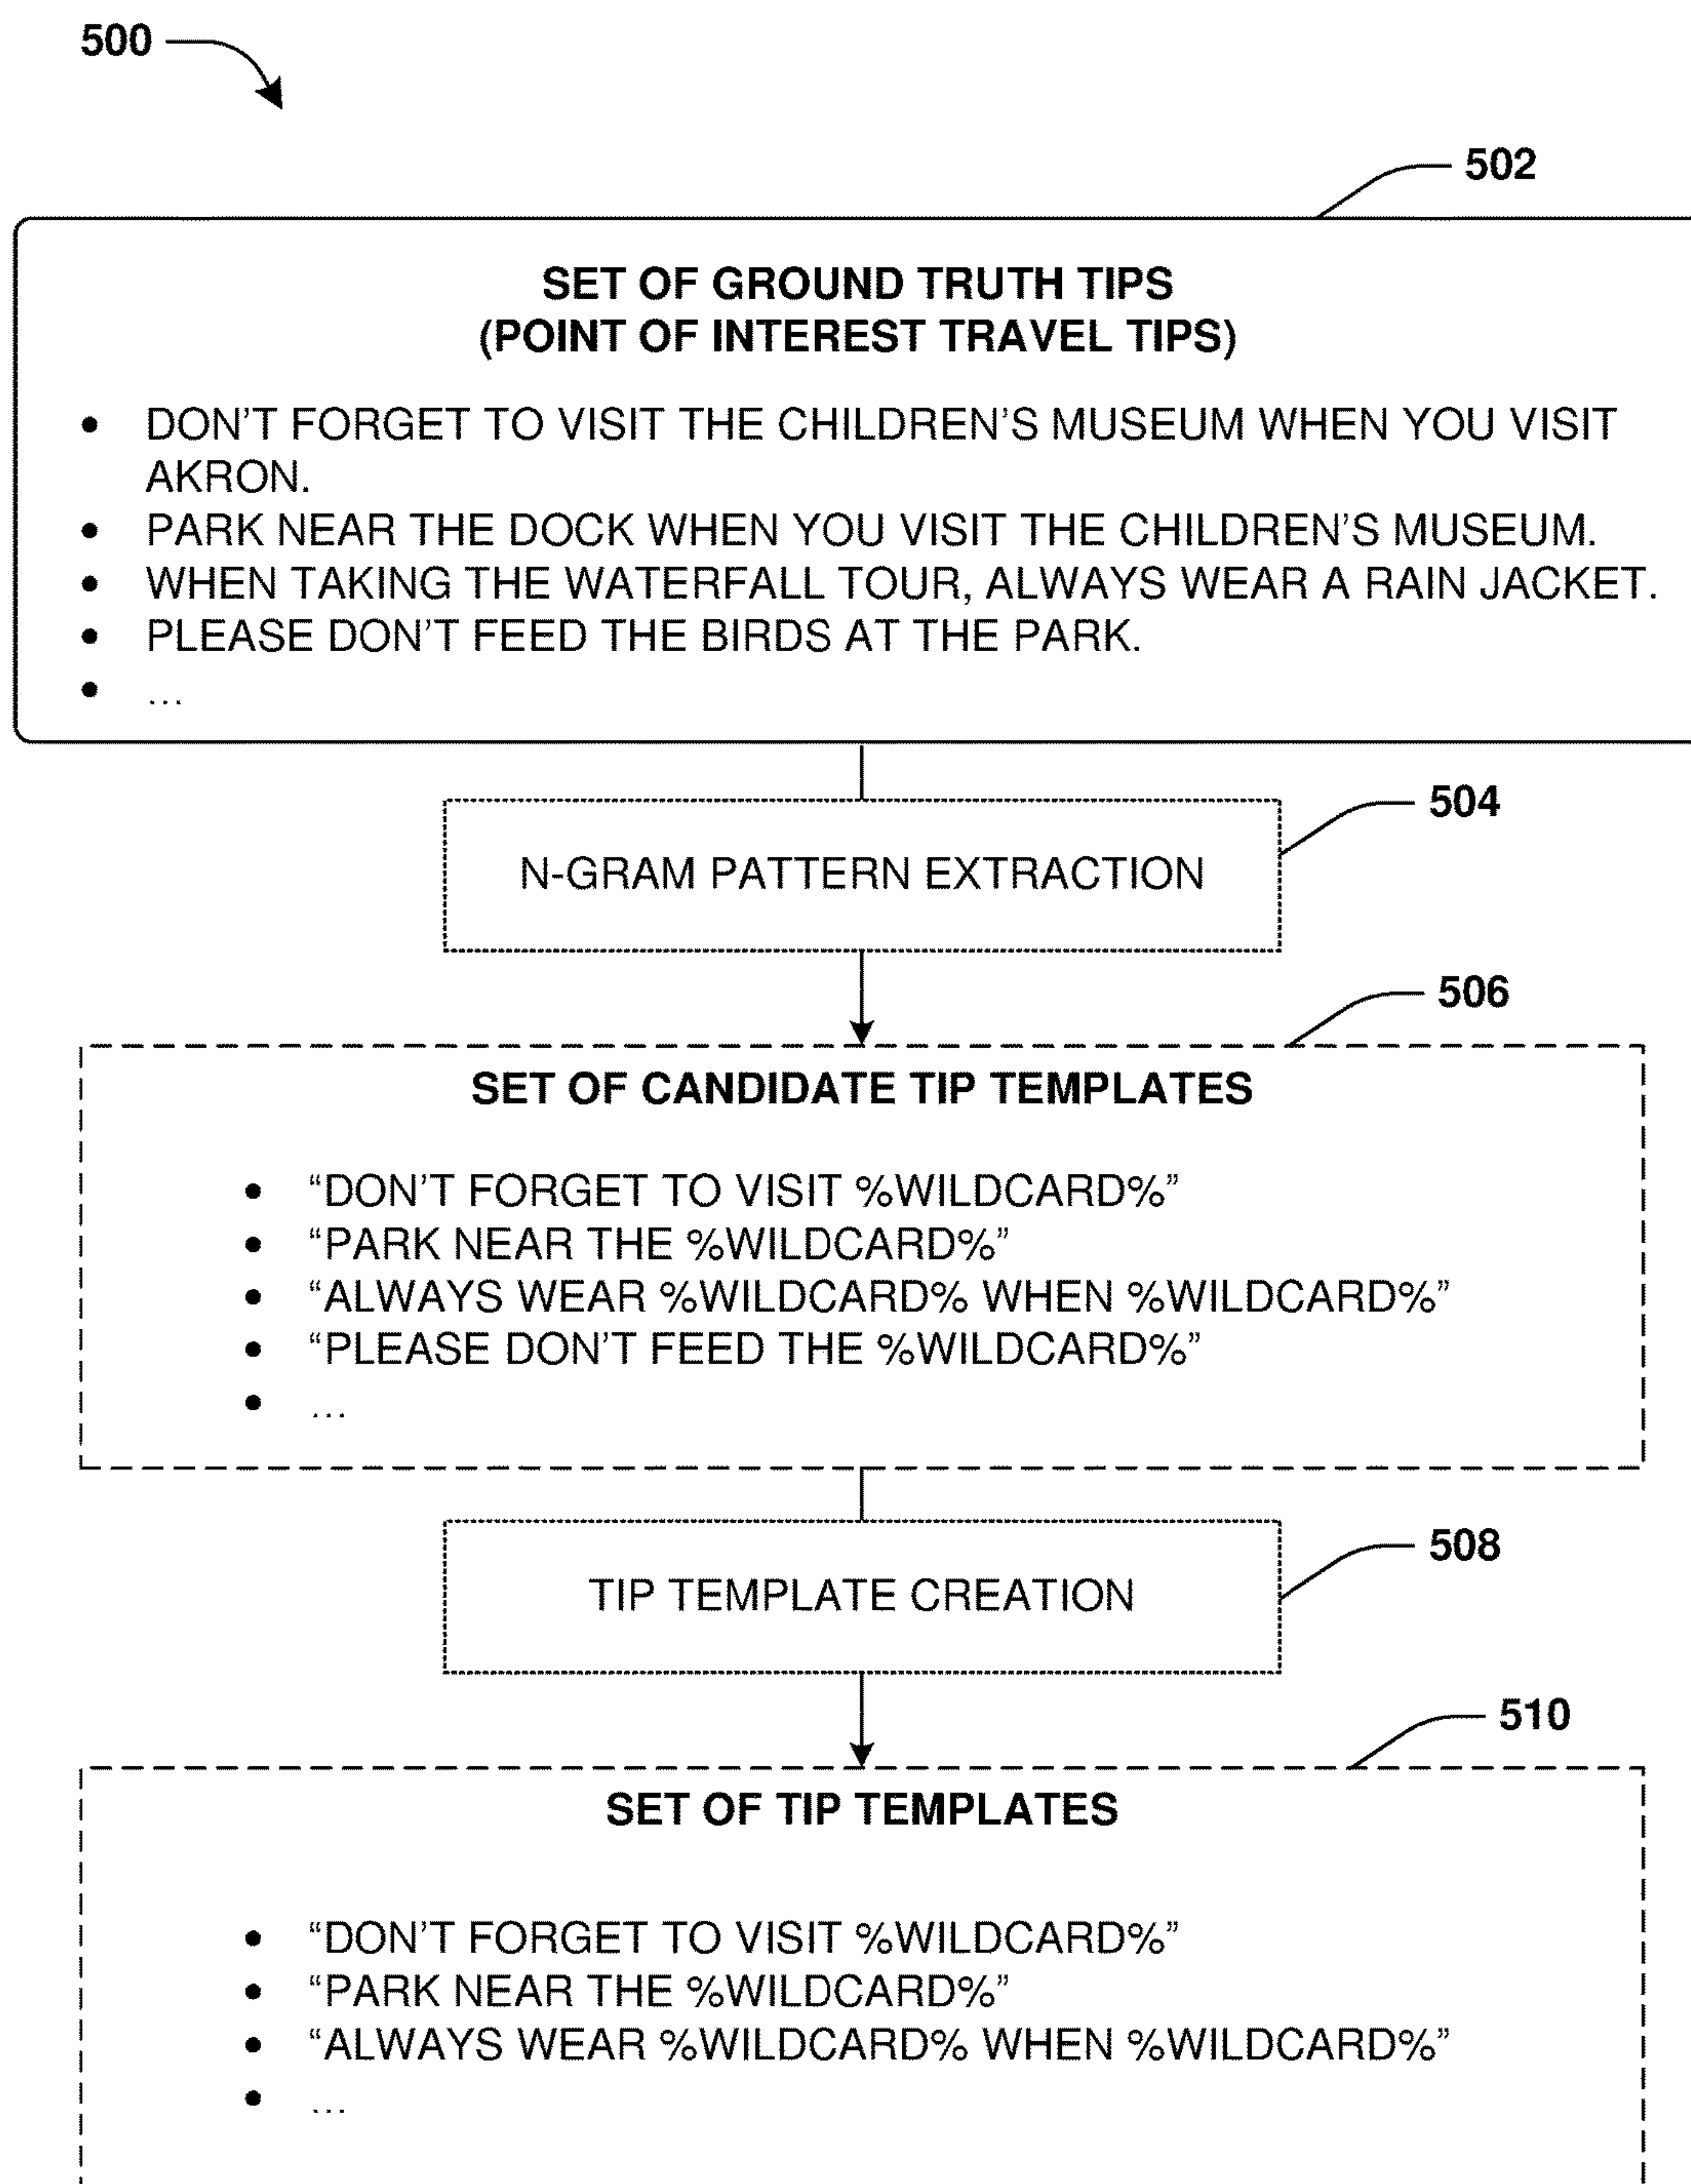 500
502
SET OF GROUND TRUTH TIPS
(POINT OF INTEREST TRAVEL TIPS)
• DON'T FORGET TO VISIT THE CHILDREN'S MUSEUM WHEN YOU VISIT
AKRON.
• PARK NEAR THE DOCK WHEN YOU VISIT THE CHILDREN'S MUSEUM.
• WHEN TAKING THE WATERFALL TOUR, ALWAYS WEAR A RAIN JACKET.
• PLEASE DON'T FEED THE BIRDS AT THE PARK.
• ...
504
N-GRAM PATTERN EXTRACTION
506
SET OF CANDIDATE TIP TEMPLATES
• “DON'T FORGET TO VISIT %WILDCARD%”
• “PARK NEAR THE %WILDCARD%”
• “ALWAYS WEAR %WILDCARD% WHEN %WILDCARD%”
• “PLEASE DON'T FEED THE %WILDCARD%”
• ...
508
TIP TEMPLATE CREATION
510
SET OF TIP TEMPLATES
• “DON'T FORGET TO VISIT %WILDCARD%”
• “PARK NEAR THE %WILDCARD%”
• “ALWAYS WEAR %WILDCARD% WHEN %WILDCARD%”
• ...